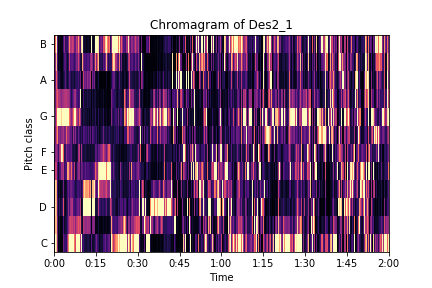 Chromagram of Des2_1
B
A
G
F
E
D
C
Pitch class
0:00 0:15 0:30 0:45 1:00 1:15 1:30 1:45 2:00
Time